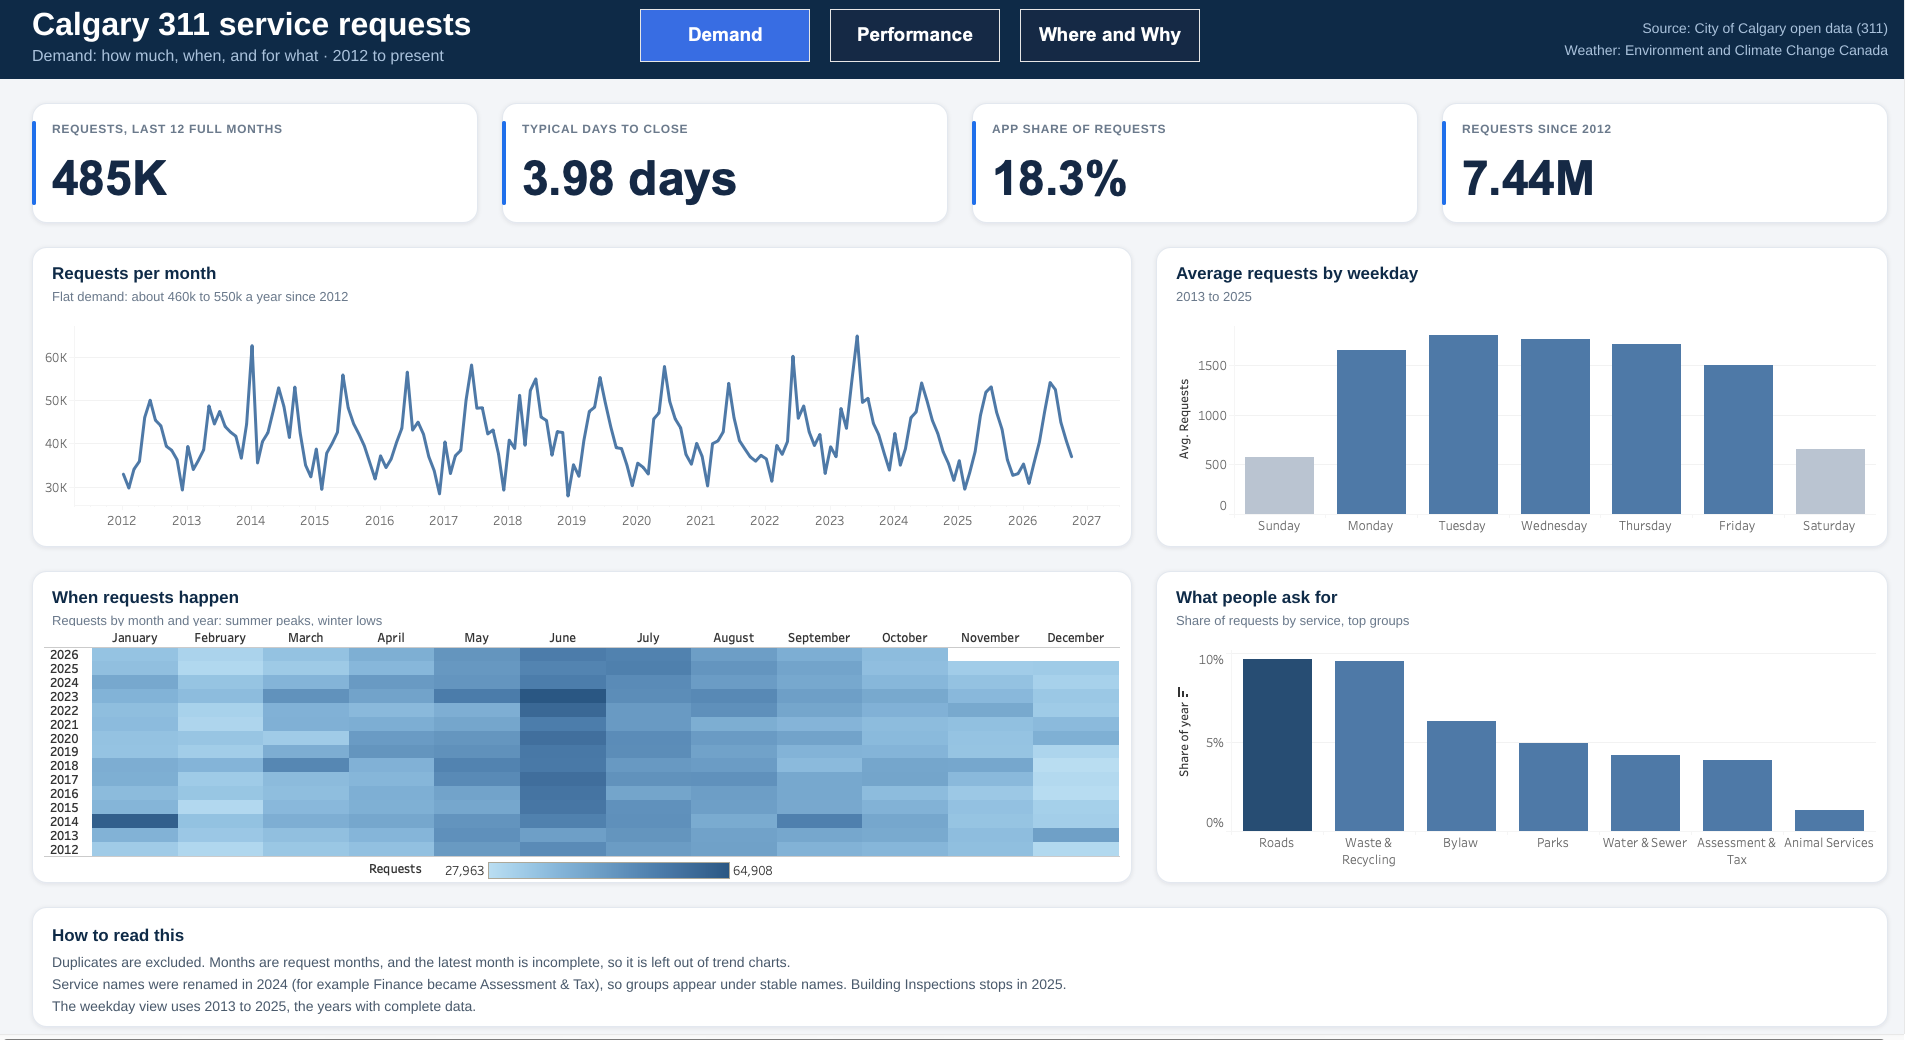 Calgary 311 service requests
Demand: how much, when, and for what · 2012 to present
Demand
Performance
Where and Why
Source: City of Calgary open data (311)
Weather: Environment and Climate Change Canada
REQUESTS, LAST 12 FULL MONTHS
485K
TYPICAL DAYS TO CLOSE
3.98 days
APP SHARE OF REQUESTS
18.3%
REQUESTS SINCE 2012
7.44M
Requests per month
Flat demand: about 460k to 550k a year since 2012
60K
50K
40K
30K
2012 2013 2014 2015 2016 2017 2018 2019 2020 2021 2022 2023 2024 2025 2026 2027
Average requests by weekday
2013 to 2025
Avg. Requests
1500
1000
500
0
Sunday Monday Tuesday Wednesday Thursday Friday Saturday
When requests happen
Requests by month and year: summer peaks, winter lows
January February March April May June July August September October November December
2026
2025
2024
2023
2022
2021
2020
2019
2018
2017
2016
2015
2014
2013
2012
Requests 27,963 64,908
What people ask for
Share of requests by service, top groups
Share of year
10%
5%
0%
Roads Waste & Recycling Bylaw Parks Water & Sewer Assessment & Tax Animal Services
How to read this
Duplicates are excluded. Months are request months, and the latest month is incomplete, so it is left out of trend charts.
Service names were renamed in 2024 (for example Finance became Assessment & Tax), so groups appear under stable names. Building Inspections stops in 2025.
The weekday view uses 2013 to 2025, the years with complete data.